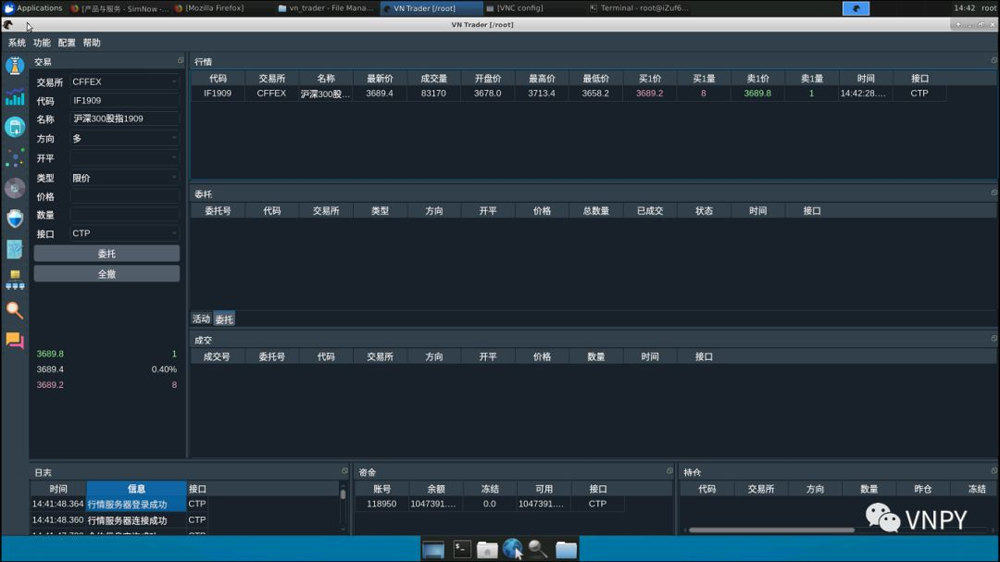 Applications
[产品与服务 - SimNow -...
[Mozilla Firefox]
vn_trader - File Mana...
VN Trader [/root]
[VNC config]
Terminal - root@iZuf6...
14:42 root
VN Trader [/root]
系统 功能 配置 帮助
交易
交易所 CFFEX
代码 IF1909
名称 沪深300股指1909
方向 多
开平
类型 限价
价格
数量
接口 CTP
委托
全撤
3689.8 1
3689.4 0.40%
3689.2 8
行情
代码 交易所 名称 最新价 成交量 开盘价 最高价 最低价 买1价 买1量 卖1价 卖1量 时间 接口
IF1909 CFFEX 沪深300股... 3689.4 83170 3678.0 3713.4 3658.2 3689.2 8 3689.8 1 14:42:28.... CTP
委托
委托号 代码 交易所 类型 方向 开平 价格 总数量 已成交 状态 时间 接口
活动 委托
成交
成交号 委托号 代码 交易所 方向 开平 价格 数量 时间 接口
日志
时间 信息 接口
14:41:48.364 行情服务器登录成功 CTP
14:41:48.360 行情服务器连接成功 CTP
资金
账号 余额 冻结 可用 接口
118950 1047391.... 0.0 1047391.... CTP
持仓
代码 交易所 方向 数量 昨仓 冻结
VNPY